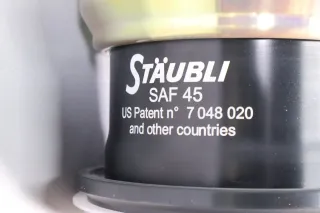 STÄUBLI
SAF 45
US Patent n° 7 048 020
and other countries